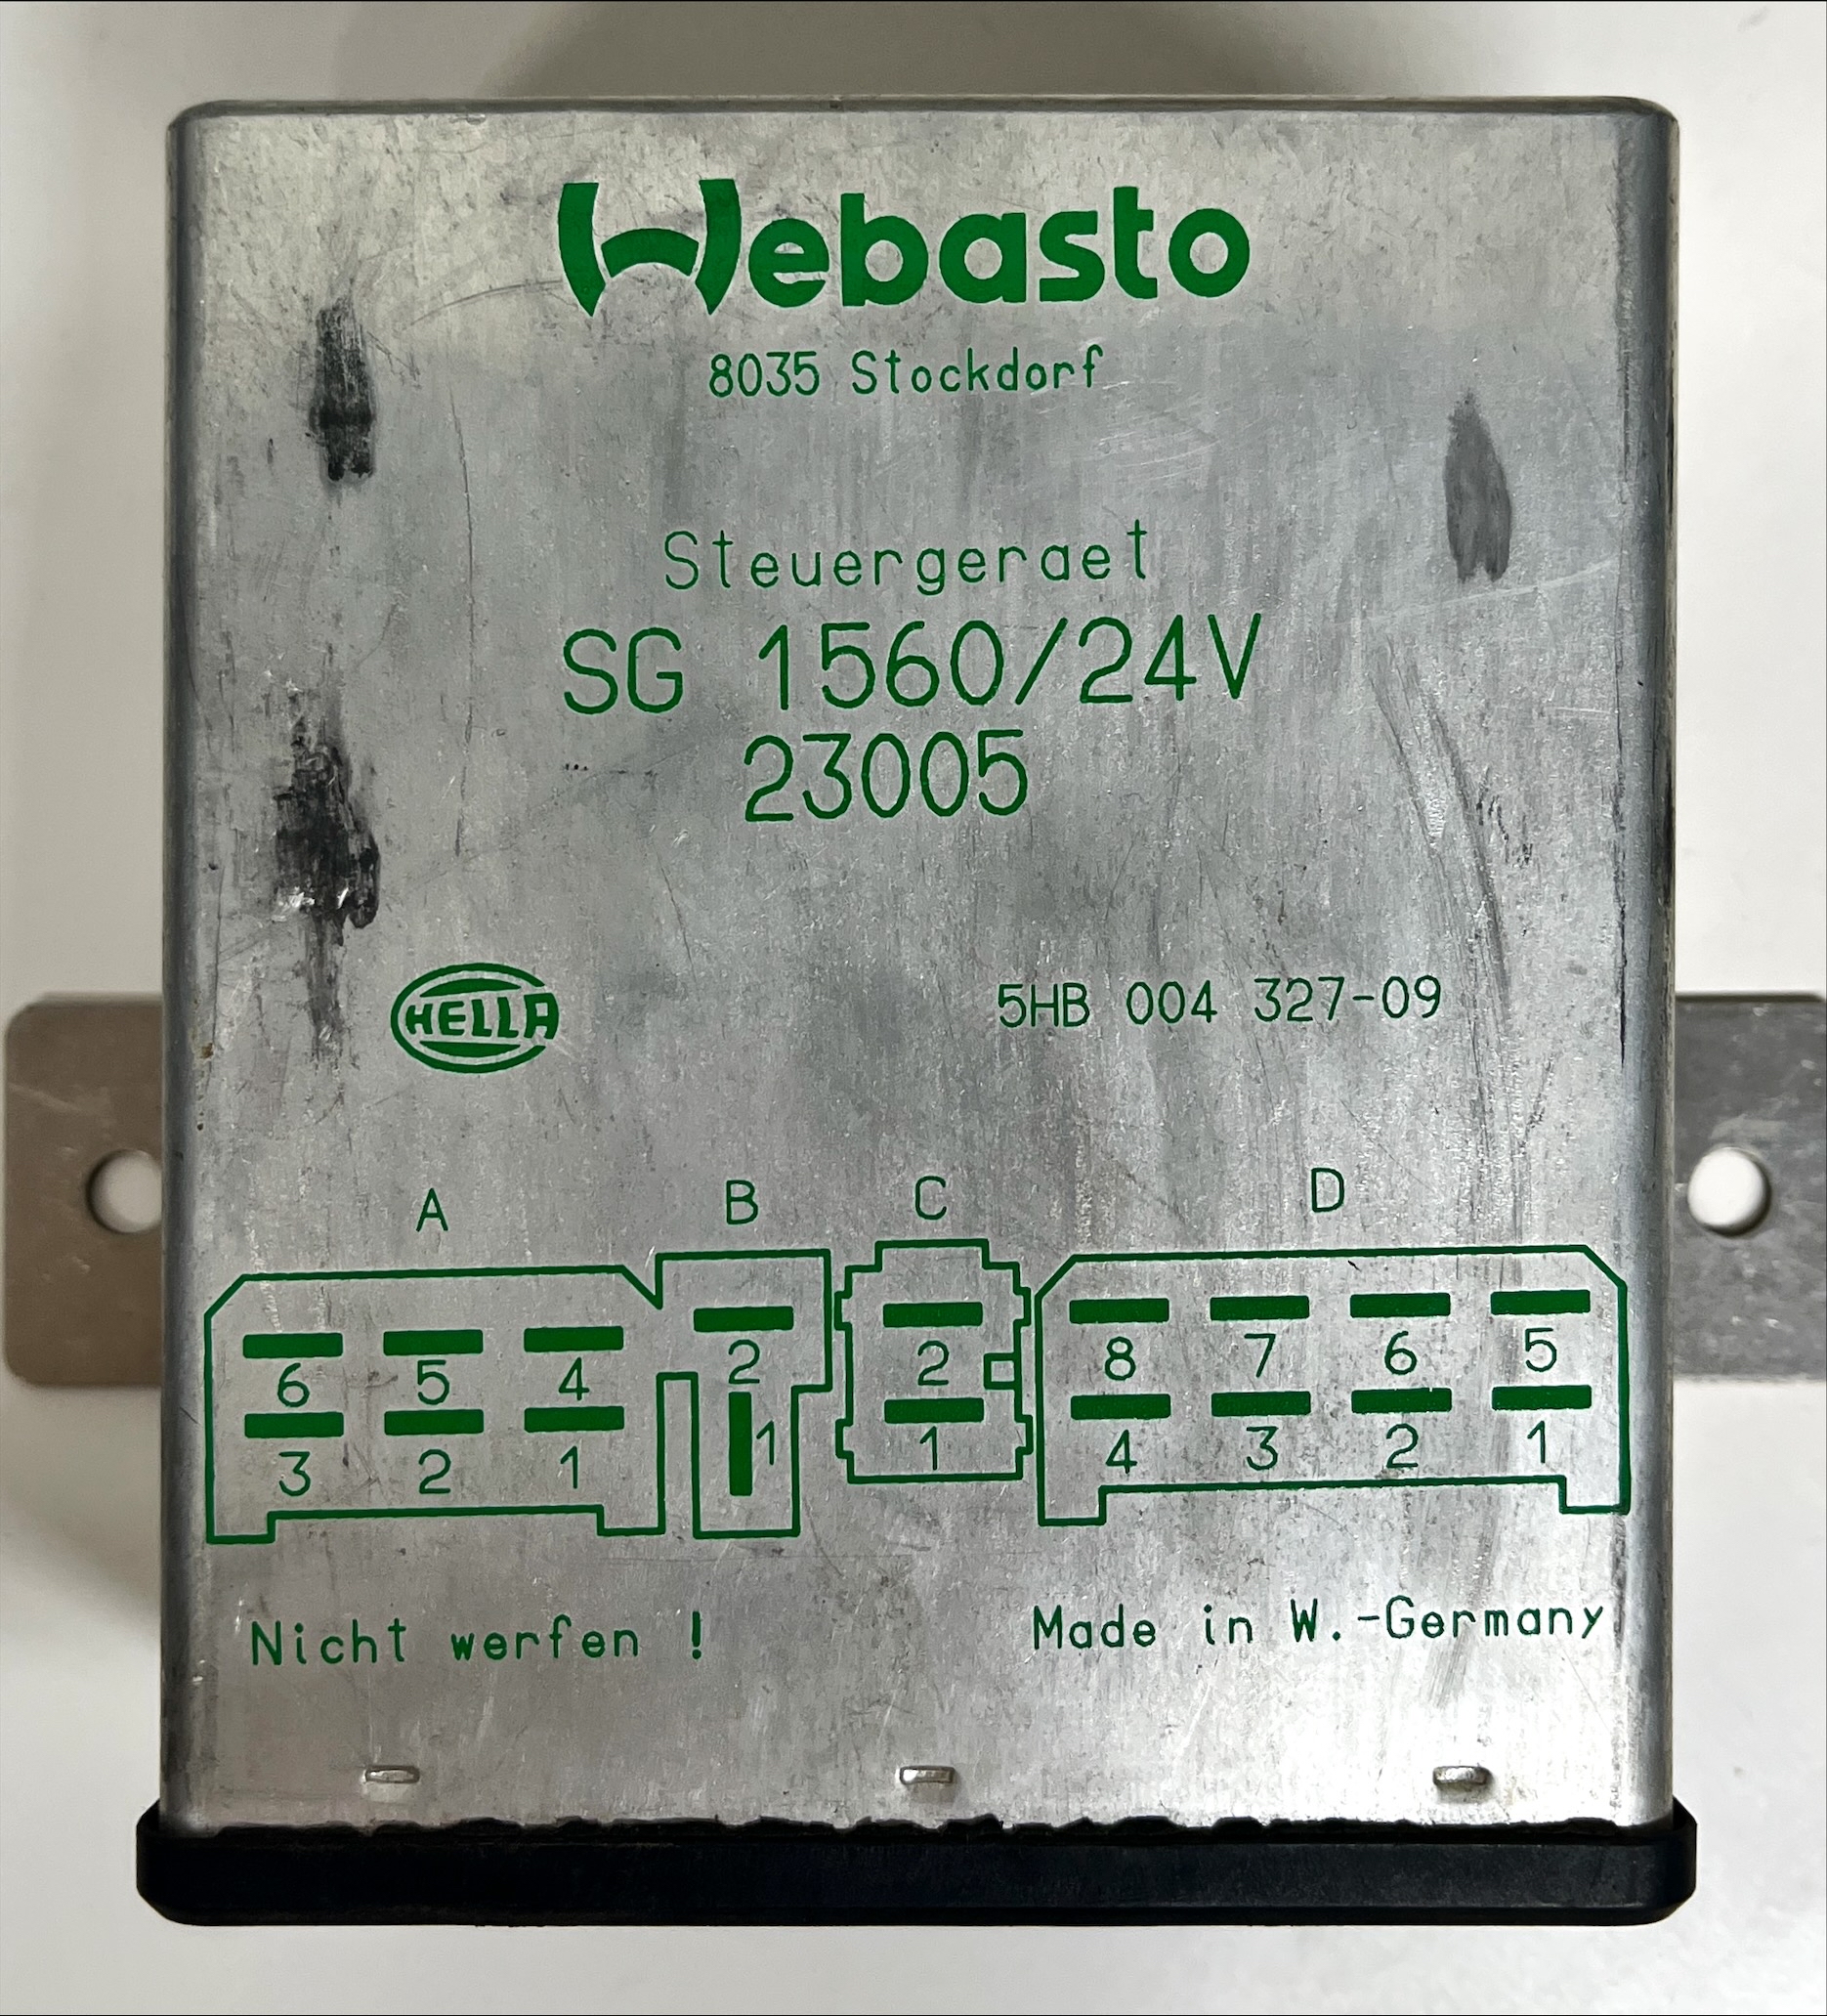 Webasto
8035 Stockdorf
Steuergeraet
SG 1560/24V
23005
HELLA
5HB 004 327-09
A B C D
6 5 4 2 2 8 7 6 5
3 2 1 1 1 4 3 2 1
Nicht werfen !
Made in W.-Germany